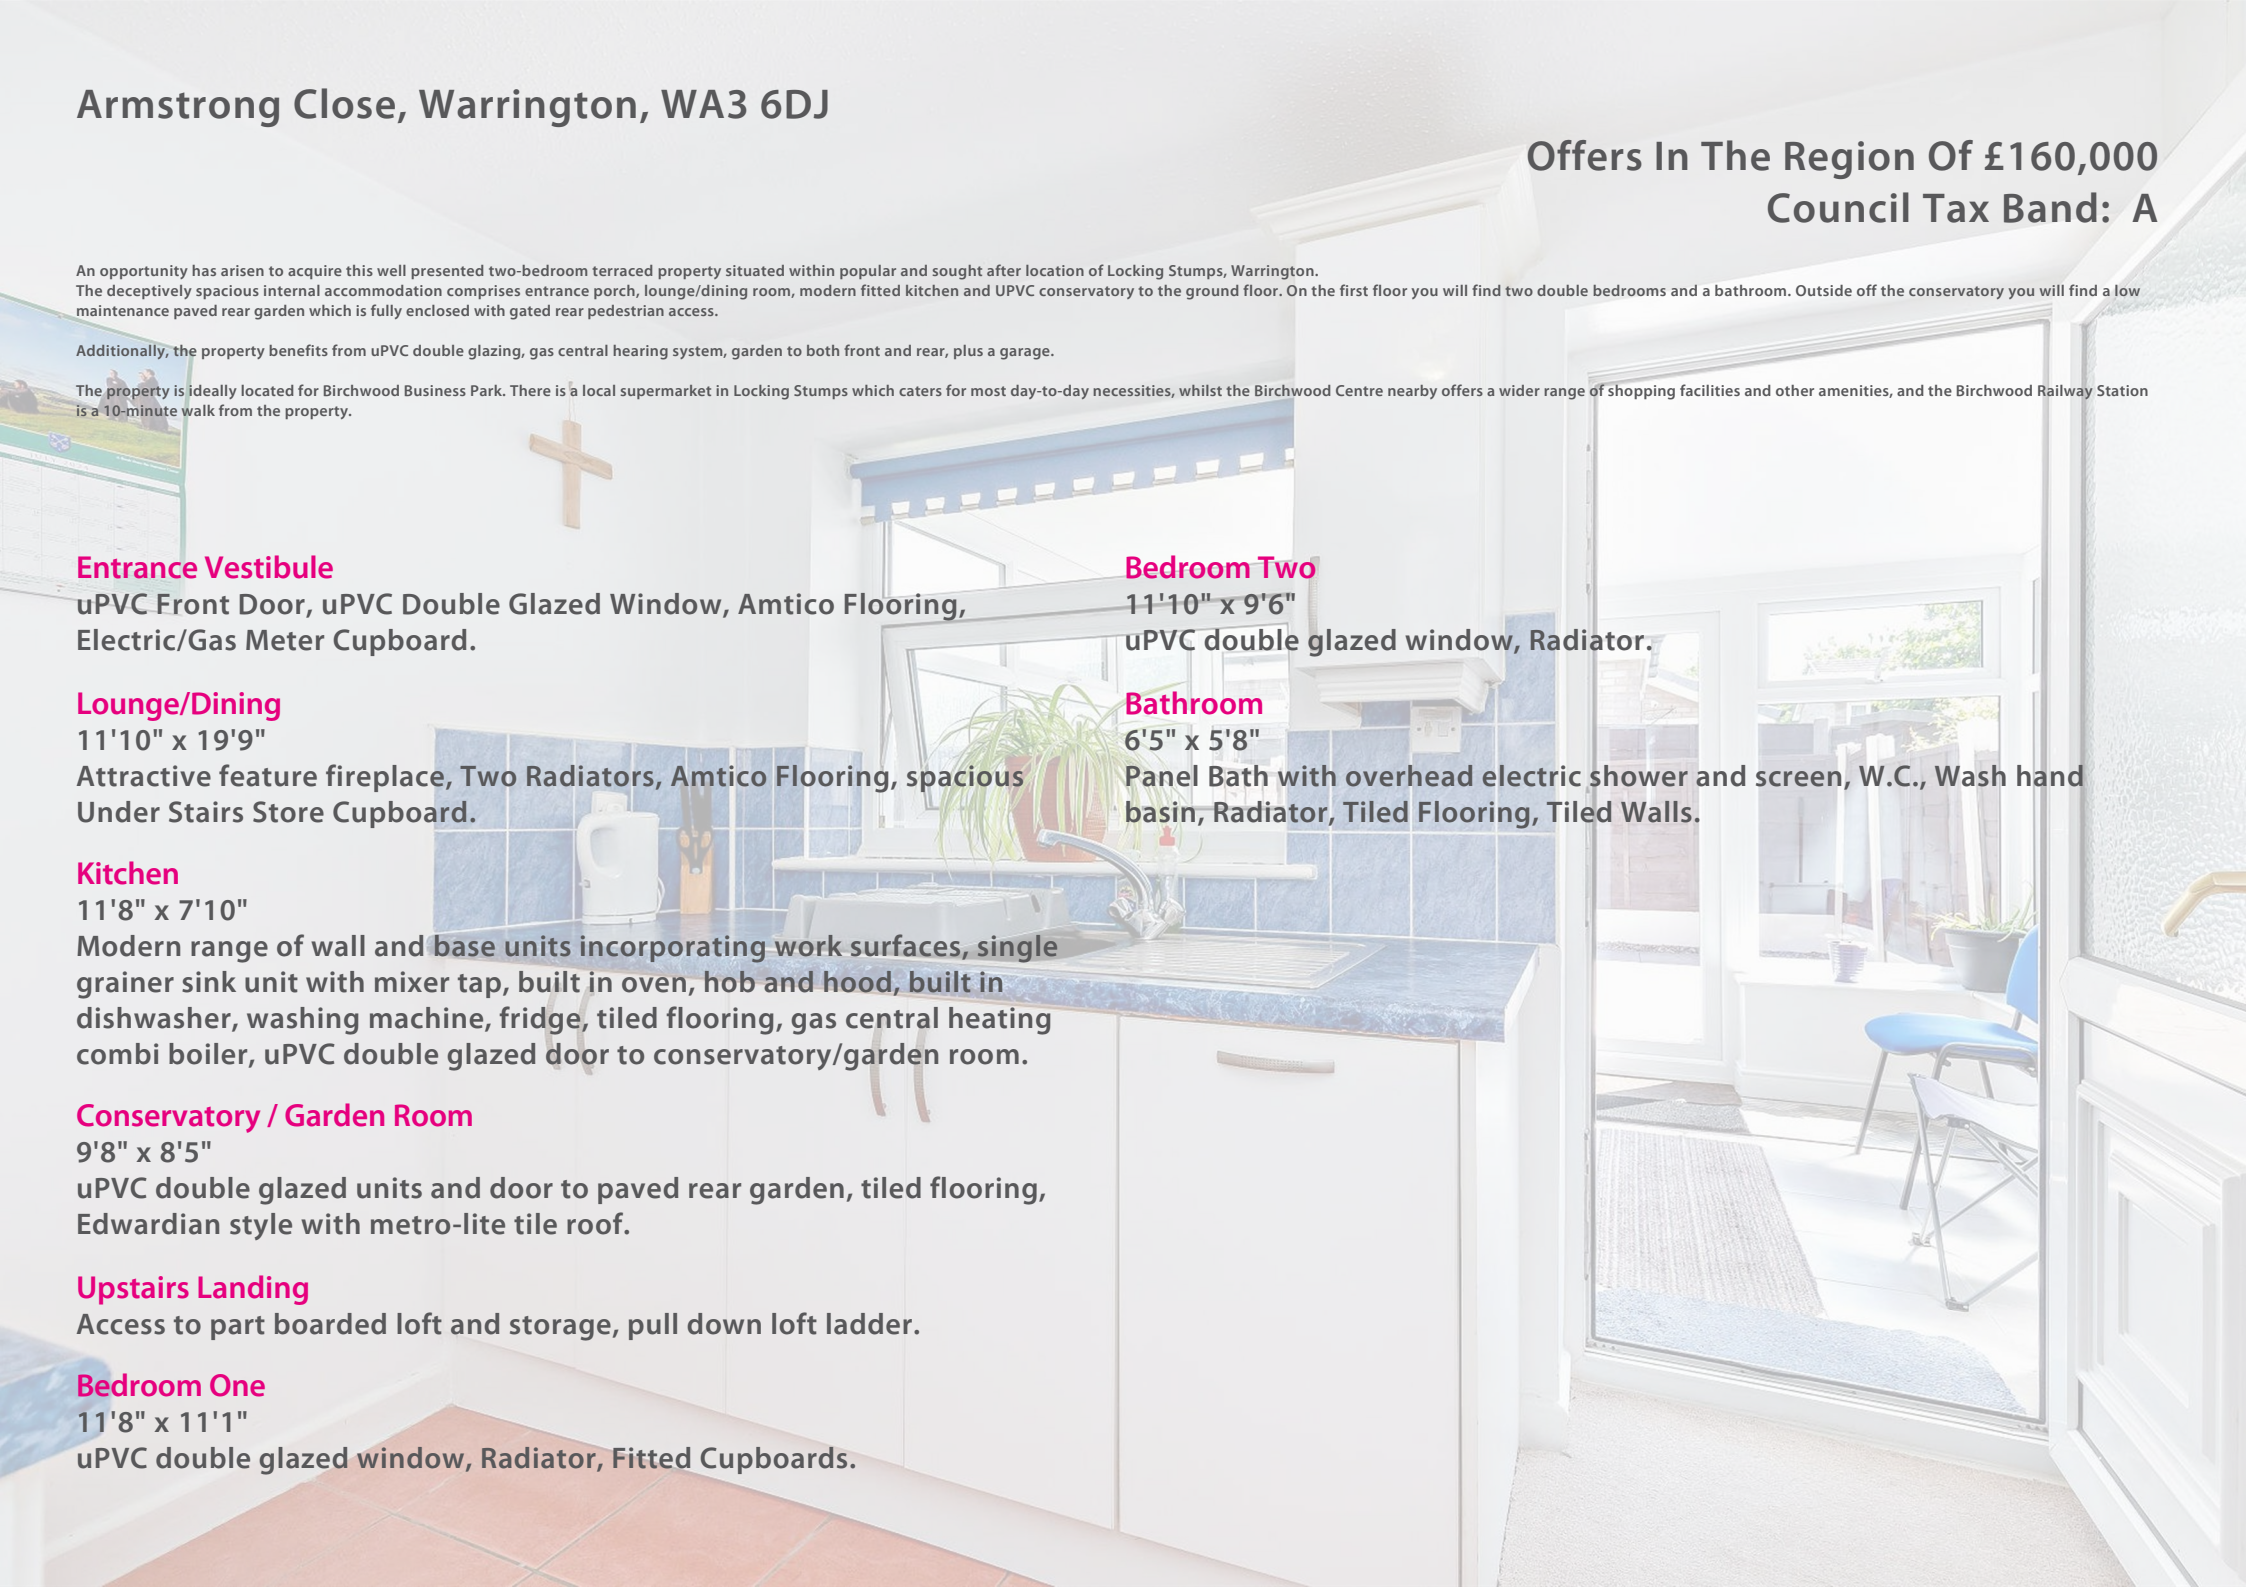 Armstrong Close, Warrington, WA3 6DJ
Offers In The Region Of £160,000
Council Tax Band:  A
An opportunity has arisen to acquire this well presented two-bedroom terraced property situated within popular and sought after location of Locking Stumps, Warrington.
The deceptively spacious internal accommodation comprises entrance porch, lounge/dining room, modern fitted kitchen and UPVC conservatory to the ground floor. On the first floor you will find two double bedrooms and a bathroom. Outside off the conservatory you will find a low
maintenance paved rear garden which is fully enclosed with gated rear pedestrian access.
Additionally, the property benefits from uPVC double glazing, gas central hearing system, garden to both front and rear, plus a garage.
The property is ideally located for Birchwood Business Park. There is a local supermarket in Locking Stumps which caters for most day-to-day necessities, whilst the Birchwood Centre nearby offers a wider range of shopping facilities and other amenities, and the Birchwood Railway Station
is a 10-minute walk from the property.
Entrance Vestibule
uPVC Front Door, uPVC Double Glazed Window, Amtico Flooring,
Electric/Gas Meter Cupboard.
Lounge/Dining
11'10" x 19'9"
Attractive feature fireplace, Two Radiators, Amtico Flooring, spacious
Under Stairs Store Cupboard.
Kitchen
11'8" x 7'10"
Modern range of wall and base units incorporating work surfaces, single
grainer sink unit with mixer tap, built in oven, hob and hood, built in
dishwasher, washing machine, fridge, tiled flooring, gas central heating
combi boiler, uPVC double glazed door to conservatory/garden room.
Conservatory / Garden Room
9'8" x 8'5"
uPVC double glazed units and door to paved rear garden, tiled flooring,
Edwardian style with metro-lite tile roof.
Upstairs Landing
Access to part boarded loft and storage, pull down loft ladder.
Bedroom One
11'8" x 11'1"
uPVC double glazed window, Radiator, Fitted Cupboards.
Bedroom Two
11'10" x 9'6"
uPVC double glazed window, Radiator.
Bathroom
6'5" x 5'8"
Panel Bath with overhead electric shower and screen, W.C., Wash hand
basin, Radiator, Tiled Flooring, Tiled Walls.